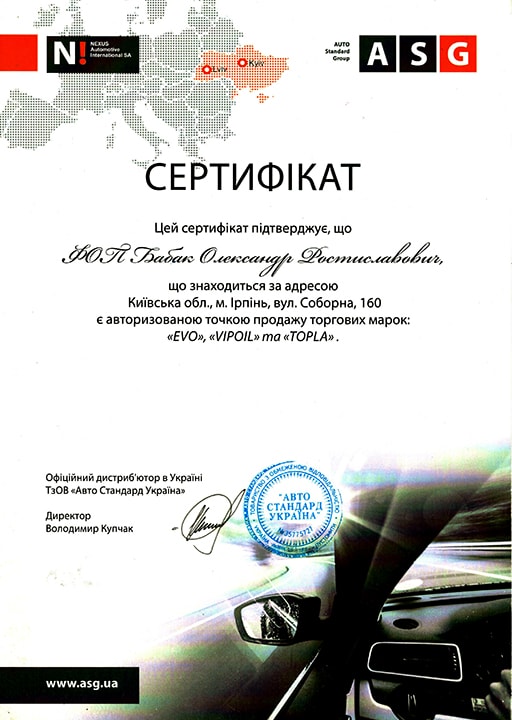 N!
NEXUS
Automotive
International SA
Lviv
Kyiv
AUTO
Standard
Group
ASG
СЕРТИФІКАТ
Цей сертифікат підтверджує, що
ФОП Бабак Олександр Ростиславович,
що знаходиться за адресою
Київська обл., м. Ірпінь, вул. Соборна, 160
є авторизованою точкою продажу торгових марок:
«EVO», «VIPOIL» та «TOPLA» .
Офіційний дистриб'ютор в Україні
ТзОВ «Авто Стандард Україна»
Директор
Володимир Купчак
"АВТО
СТАНДАРД
УКРАЇНА"
www.asg.ua